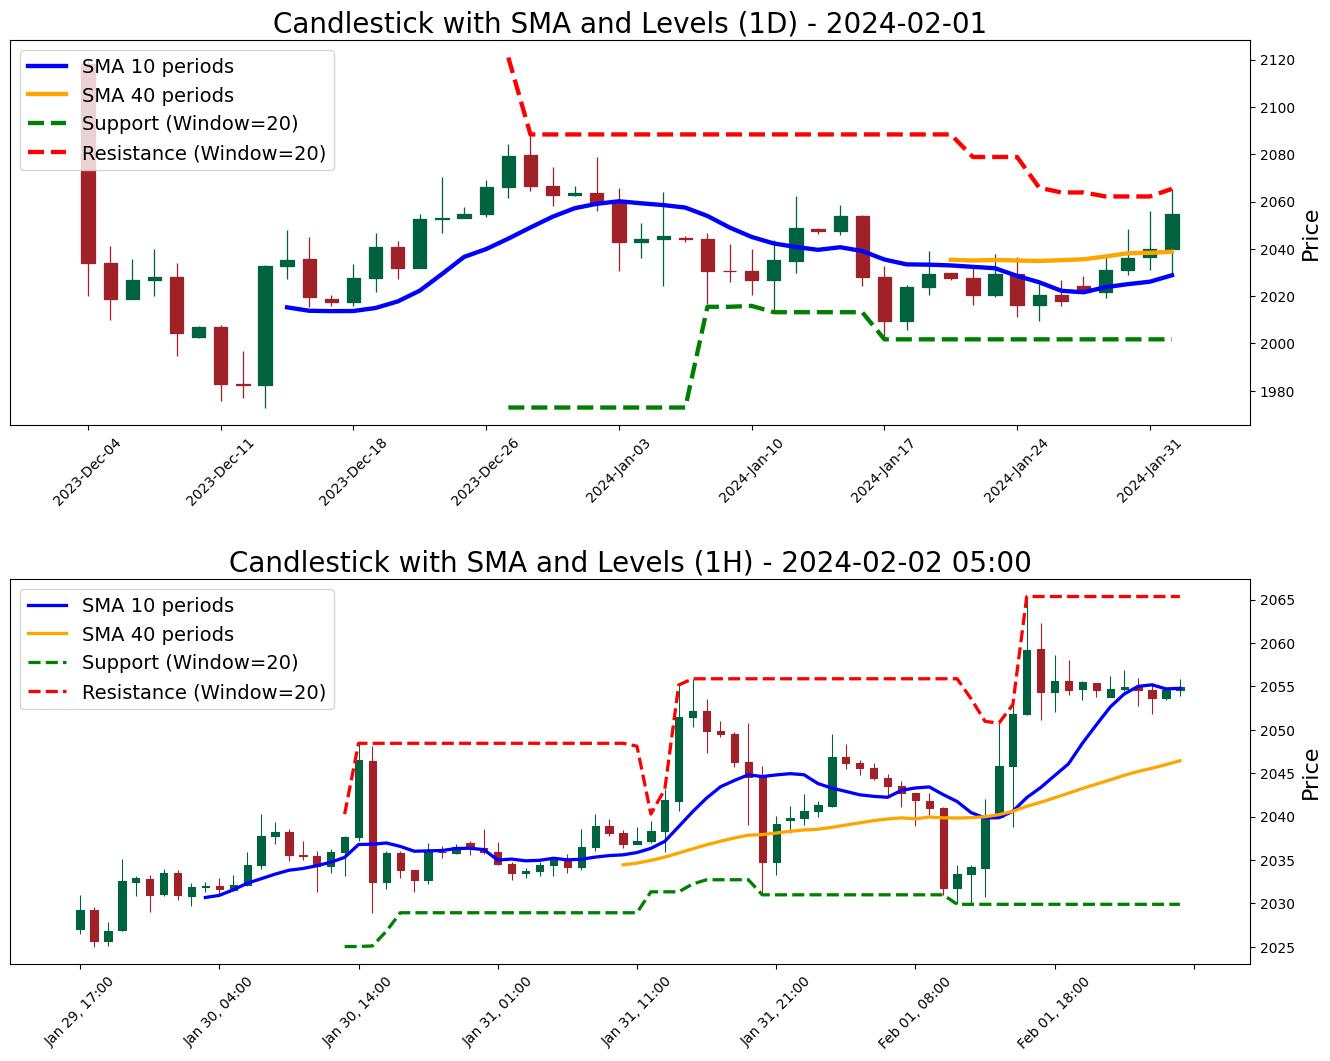 Candlestick with SMA and Levels (1D) - 2024-02-01
SMA 10 periods
SMA 40 periods
Support (Window=20)
Resistance (Window=20)
2120
2100
2080
2060
2040
2020
2000
1980
Price
2023-Dec-04
2023-Dec-11
2023-Dec-18
2023-Dec-26
2024-Jan-03
2024-Jan-10
2024-Jan-17
2024-Jan-24
2024-Jan-31
Candlestick with SMA and Levels (1H) - 2024-02-02 05:00
SMA 10 periods
SMA 40 periods
Support (Window=20)
Resistance (Window=20)
2065
2060
2055
2050
2045
2040
2035
2030
2025
Price
Jan 29, 17:00
Jan 30, 04:00
Jan 30, 14:00
Jan 31, 01:00
Jan 31, 11:00
Jan 31, 21:00
Feb 01, 08:00
Feb 01, 18:00